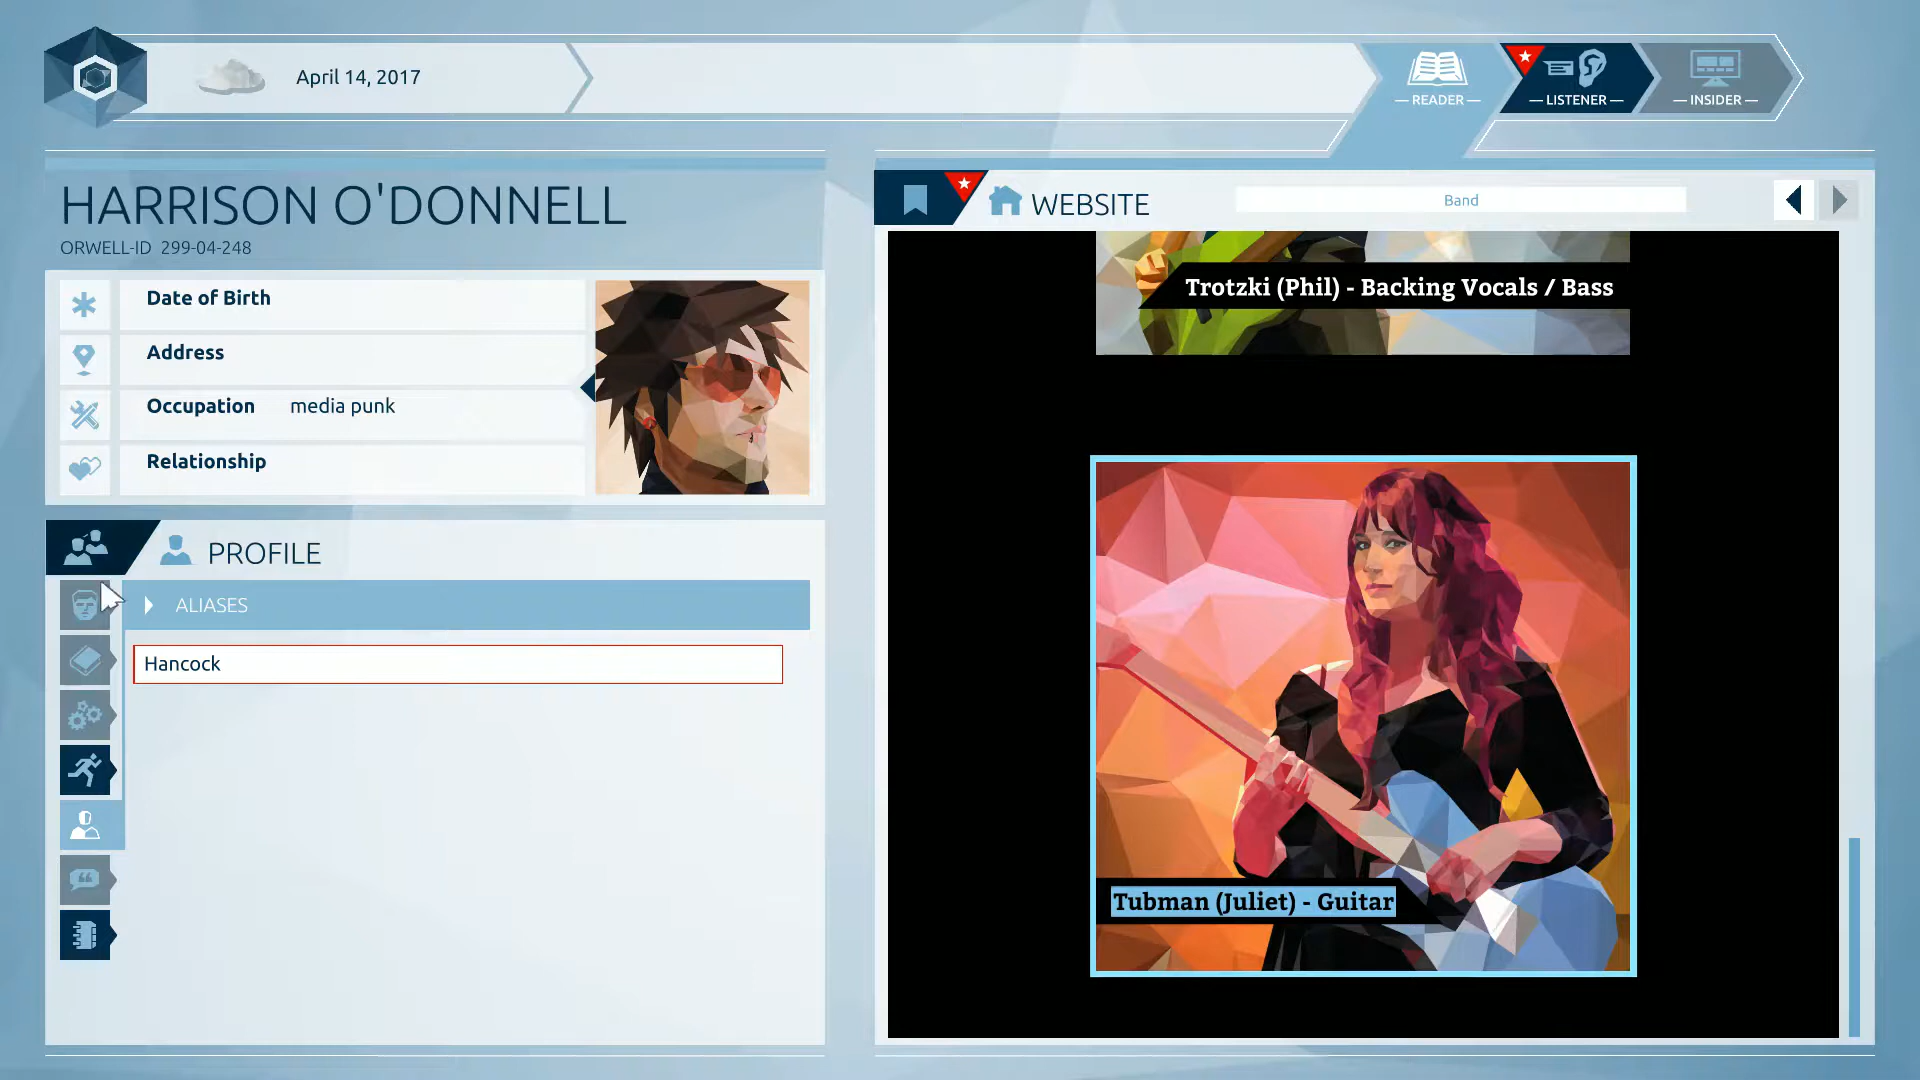 April 14, 2017
— READER —
— LISTENER —
— INSIDER —
HARRISON O'DONNELL
ORWELL-ID 299-04-248
Date of Birth
Address
Occupation media punk
Relationship
PROFILE
ALIASES
Hancock
WEBSITE
Band
Trotzki (Phil) - Backing Vocals / Bass
Tubman (Juliet) - Guitar